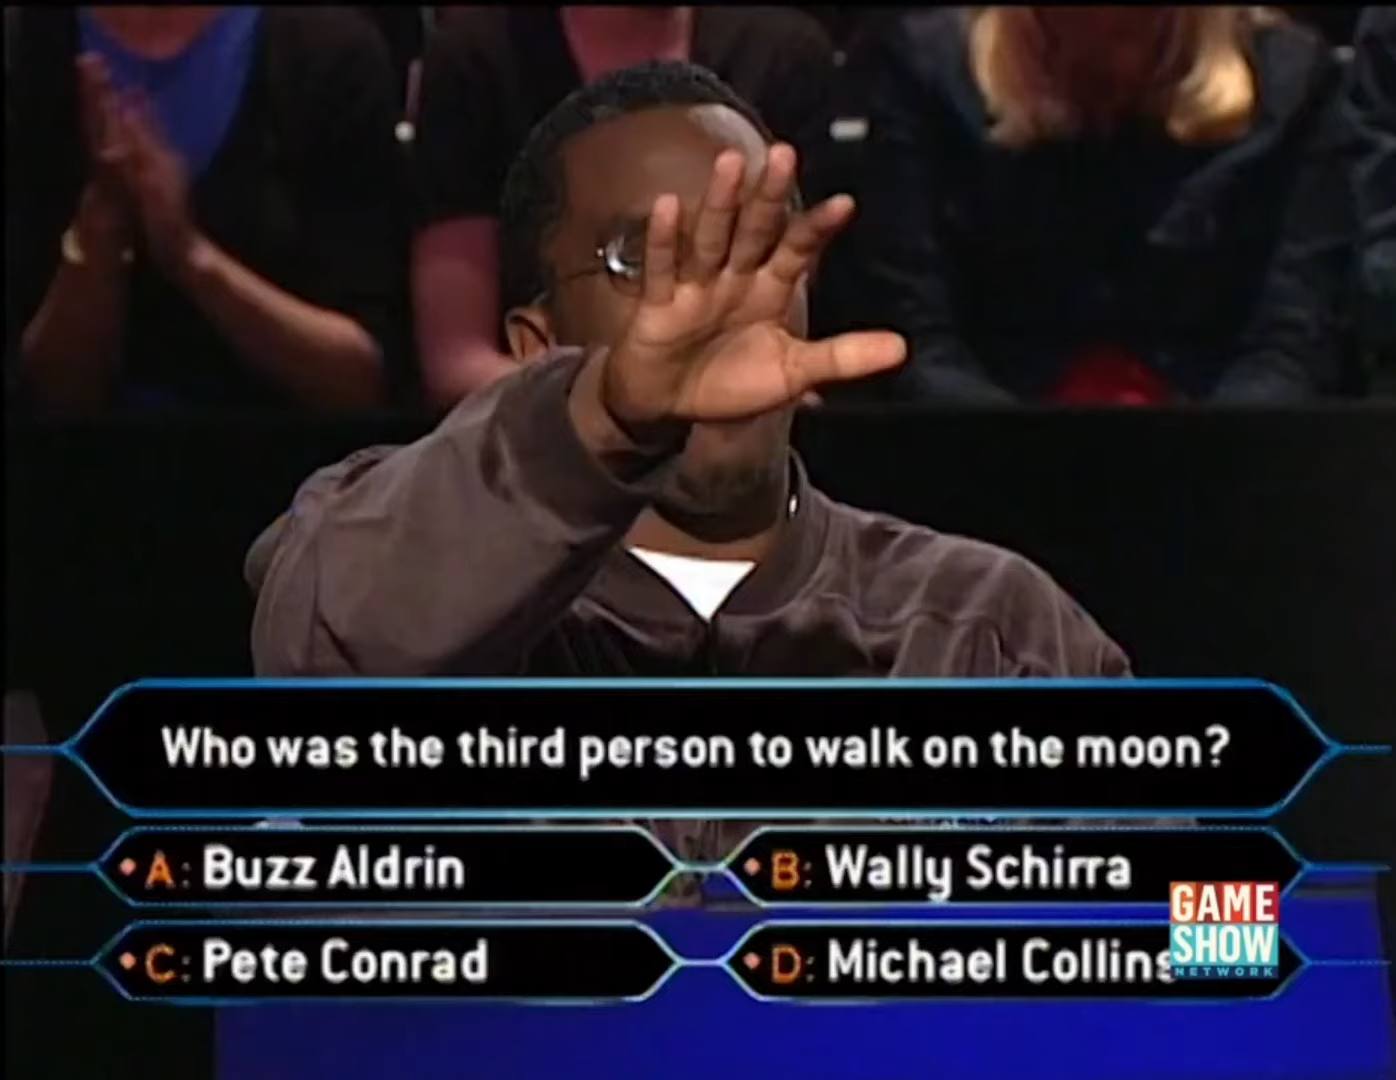 Who was the third person to walk on the moon?
A: Buzz Aldrin
B: Wally Schirra
C: Pete Conrad
D: Michael Collins
GAME
SHOW
NETWORK